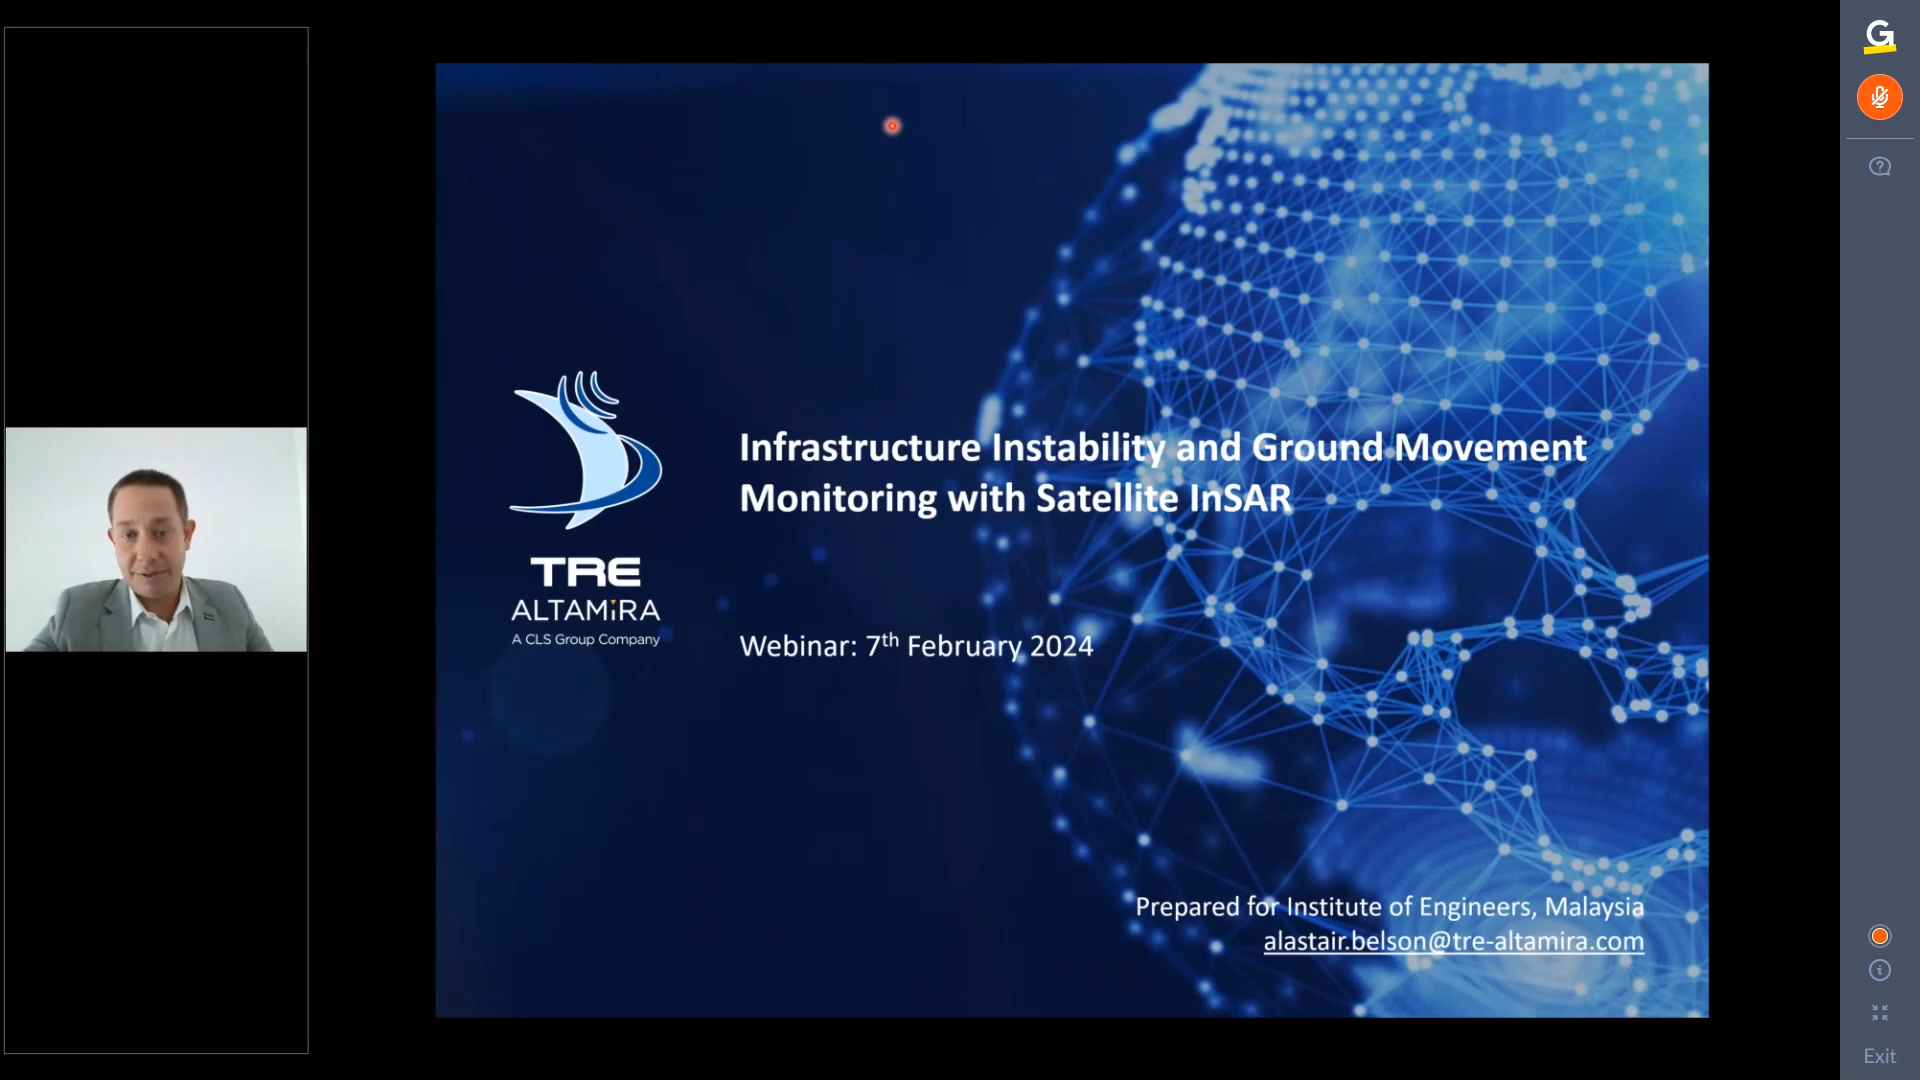 Infrastructure Instability and Ground Movement
Monitoring with Satellite InSAR
TRE
ALTAMiRA
A CLS Group Company
Webinar: 7th February 2024
Prepared for Institute of Engineers, Malaysia
alastair.belson@tre-altamira.com
G
Exit